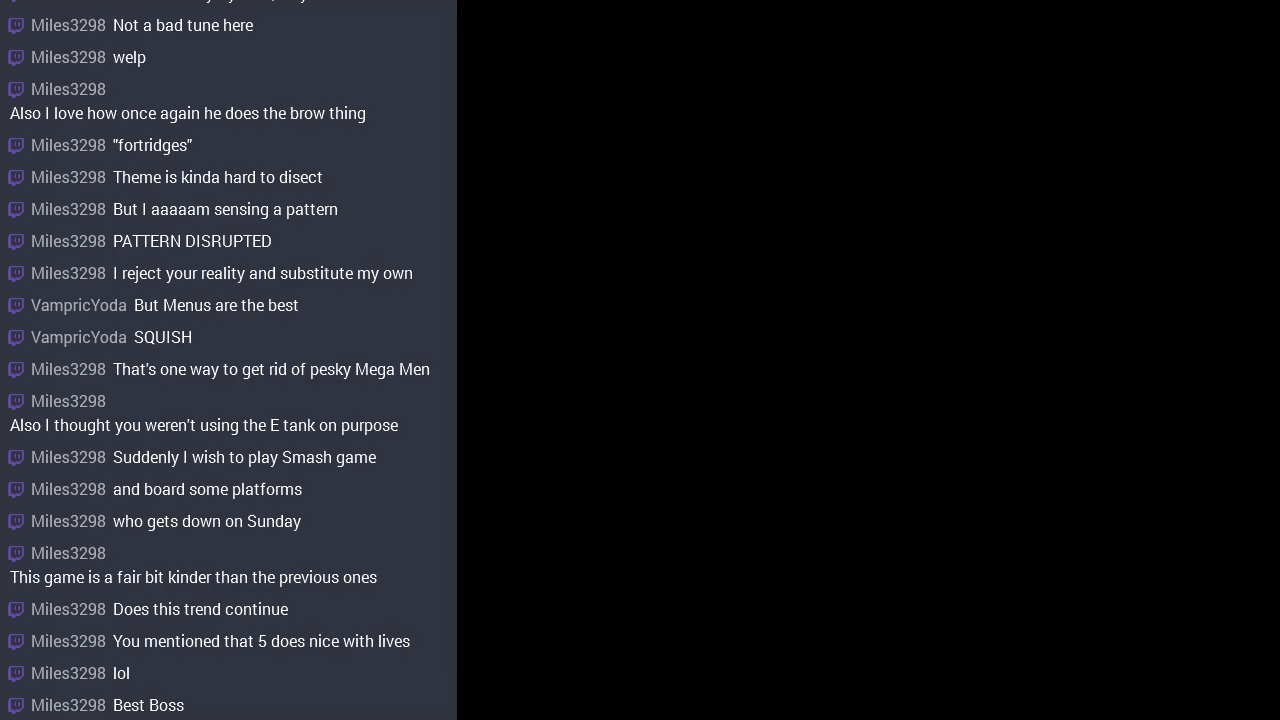 Miles3298 Not a bad tune here
Miles3298 welp
Miles3298
Also I love how once again he does the brow thing
Miles3298 "fortridges"
Miles3298 Theme is kinda hard to disect
Miles3298 But I aaaaam sensing a pattern
Miles3298 PATTERN DISRUPTED
Miles3298 I reject your reality and substitute my own
VampricYoda But Menus are the best
VampricYoda SQUISH
Miles3298 That's one way to get rid of pesky Mega Men
Miles3298
Also I thought you weren't using the E tank on purpose
Miles3298 Suddenly I wish to play Smash game
Miles3298 and board some platforms
Miles3298 who gets down on Sunday
Miles3298
This game is a fair bit kinder than the previous ones
Miles3298 Does this trend continue
Miles3298 You mentioned that 5 does nice with lives
Miles3298 lol
Miles3298 Best Boss